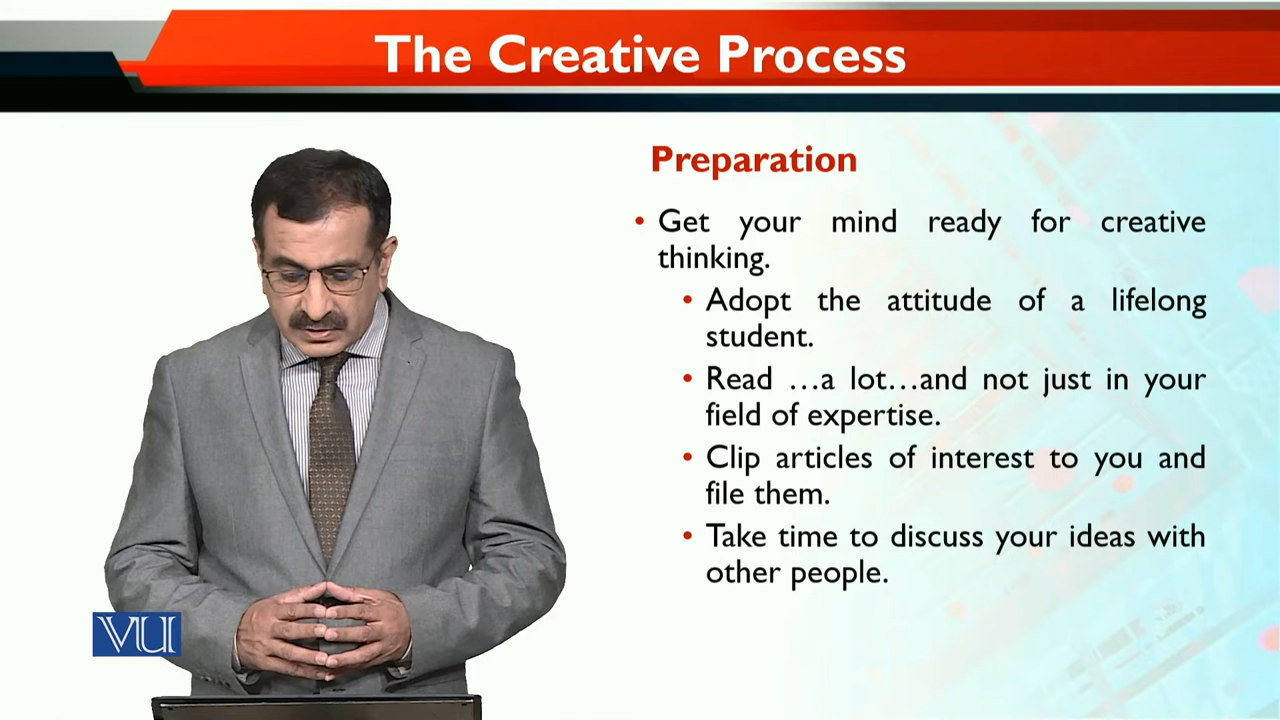 The Creative Process
Preparation
• Get your mind ready for creative
thinking.
• Adopt the attitude of a lifelong
student.
• Read …a lot…and not just in your
field of expertise.
• Clip articles of interest to you and
file them.
• Take time to discuss your ideas with
other people.
VU